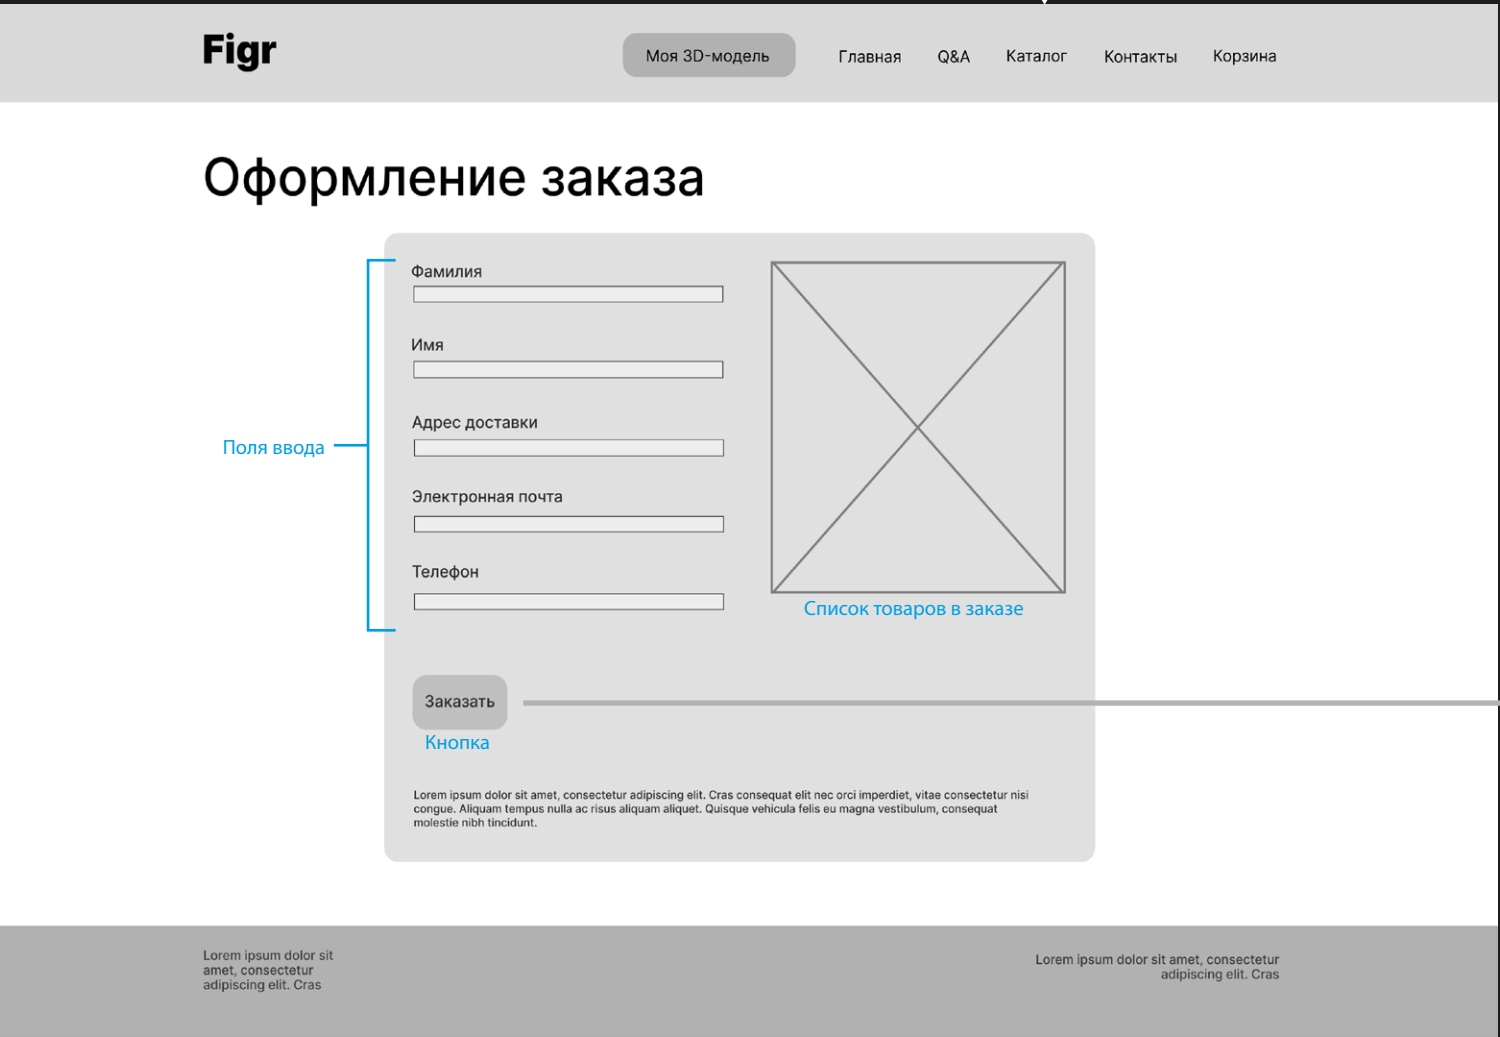 Figr
Моя 3D-модель
Главная
Q&A
Каталог
Контакты
Корзина
Оформление заказа
Фамилия
Имя
Адрес доставки
Электронная почта
Телефон
Поля ввода
Список товаров в заказе
Заказать
Кнопка
Lorem ipsum dolor sit amet, consectetur adipiscing elit. Cras consequat elit nec orci imperdiet, vitae consectetur nisi
congue. Aliquam tempus nulla ac risus aliquam aliquet. Quisque vehicula felis eu magna vestibulum, consequat
molestie nibh tincidunt.
Lorem ipsum dolor sit
amet, consectetur
adipiscing elit. Cras
Lorem ipsum dolor sit amet, consectetur
adipiscing elit. Cras